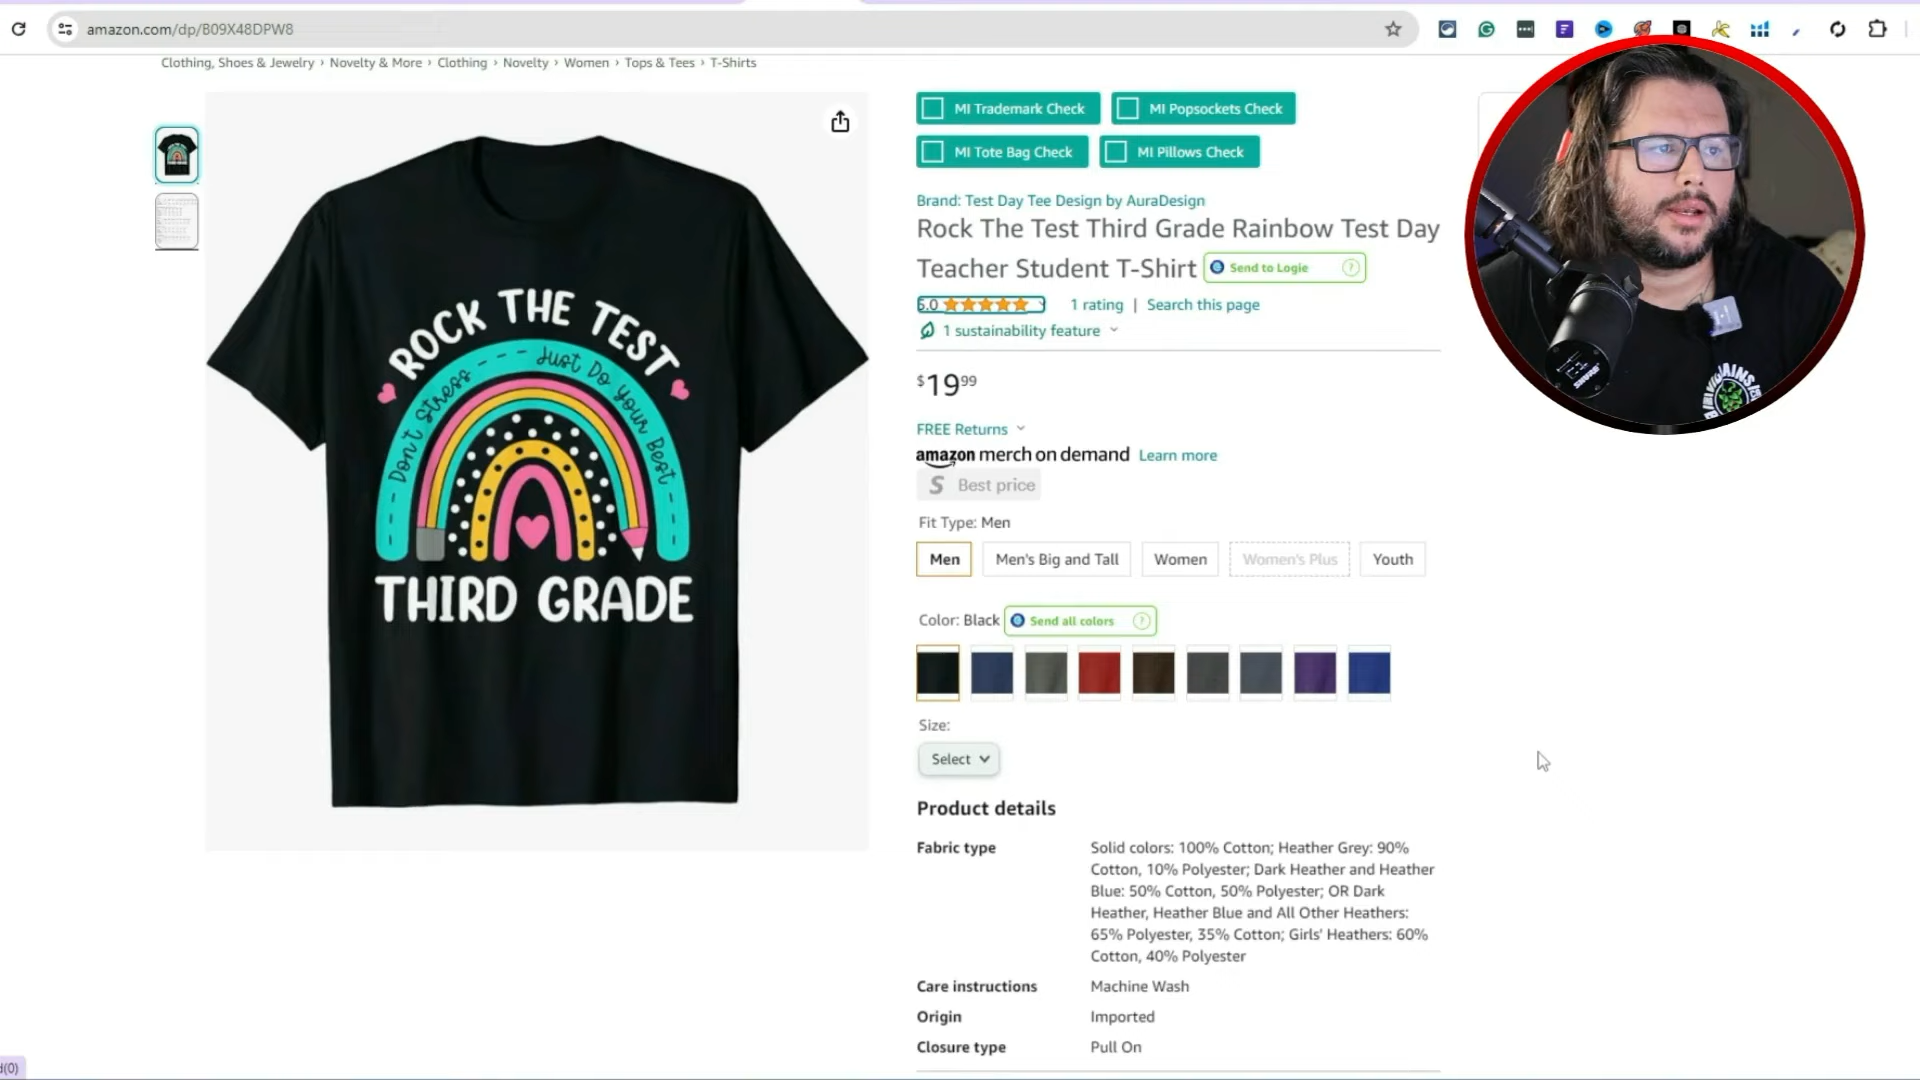 amazon.com/dp/B09X48DPW8
Clothing, Shoes & Jewelry › Novelty & More › Clothing › Novelty › Women › Tops & Tees › T-Shirts
ROCK THE TEST
Don't Stress - - - - Just Do Your Best
THIRD GRADE
MI Trademark Check
MI Popsockets Check
MI Tote Bag Check
MI Pillows Check
Brand: Test Day Tee Design by AuraDesign
Rock The Test Third Grade Rainbow Test Day
Teacher Student T-Shirt
Send to Logie ?
5.0
1 rating | Search this page
1 sustainability feature
$19.99
FREE Returns
amazon merch on demand Learn more
S Best price
Fit Type: Men
Men
Men's Big and Tall
Women
Women's Plus
Youth
Color: Black
Send all colors ?
Size:
Select
Product details
Fabric type
Solid colors: 100% Cotton; Heather Grey: 90%
Cotton, 10% Polyester; Dark Heather and Heather
Blue: 50% Cotton, 50% Polyester; OR Dark
Heather, Heather Blue and All Other Heathers:
65% Polyester, 35% Cotton; Girls' Heathers: 60%
Cotton, 40% Polyester
Care instructions Machine Wash
Origin Imported
Closure type Pull On
SHURE
d(0)